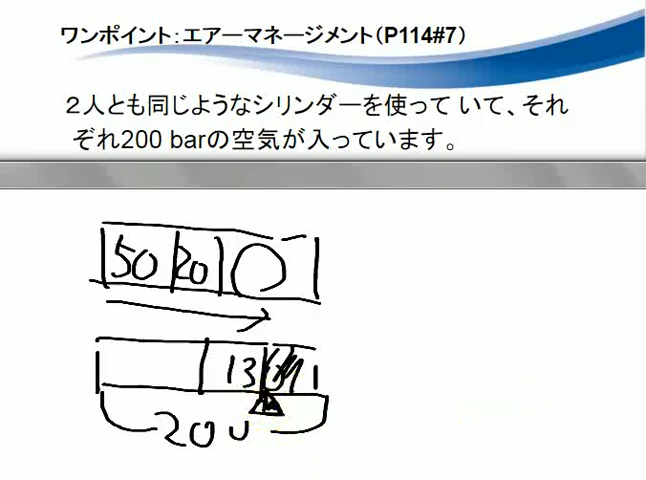 ワンポイント：エアーマネージメント（P114#7）
２人とも同じようなシリンダーを使って いて、それ
ぞれ200 barの空気が入っています。
50 20
13
200